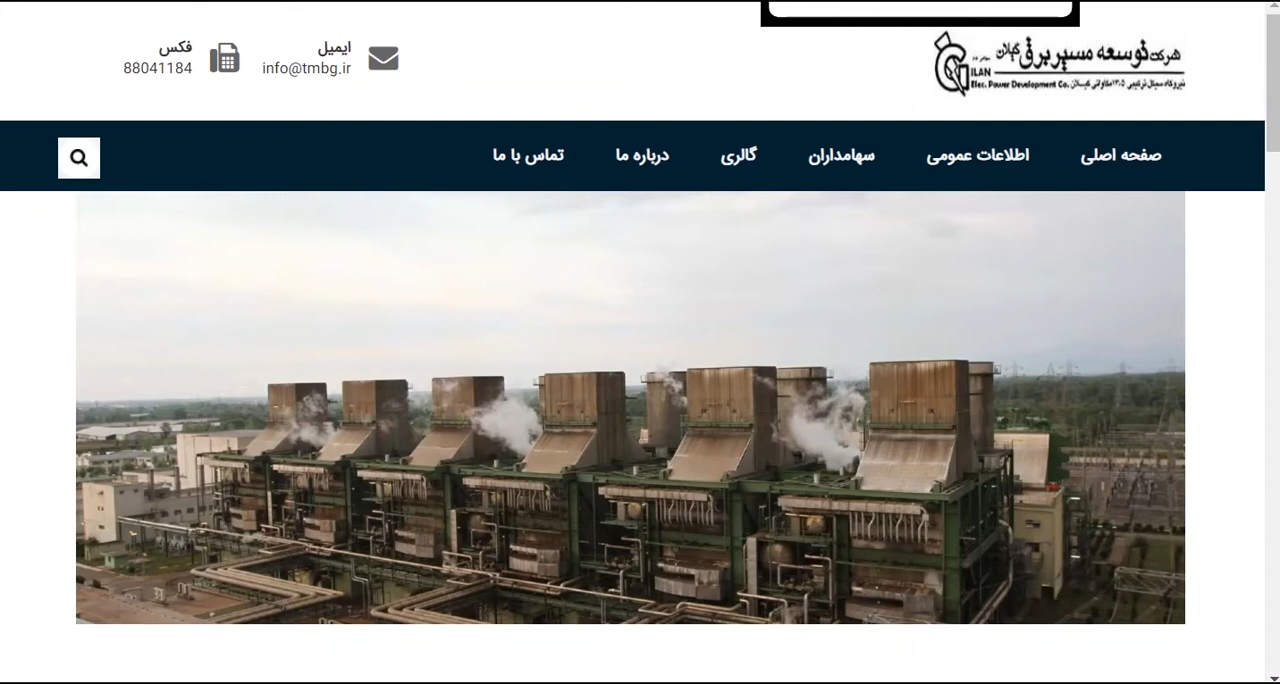 شرکت توسعه مسیر برق گیلان
ILAN
Elec. Power Development Co.
ایمیل
info@tmbg.ir
فکس
88041184
صفحه اصلی
اطلاعات عمومی
سهامداران
گالری
درباره ما
تماس با ما